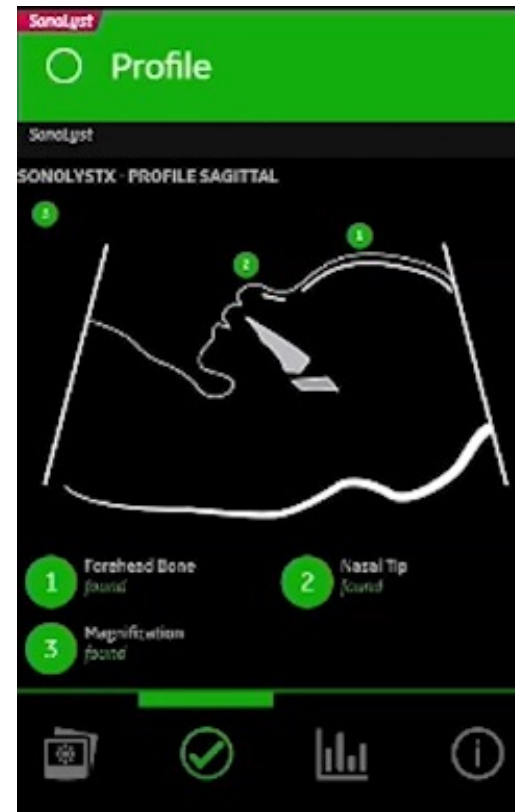 SonoLyst
Profile
SonoLyst
SONOLYSTX - PROFILE SAGITTAL
3
2
1
1
Forehead Bone
found
2
Nasal Tip
found
3
Magnification
found